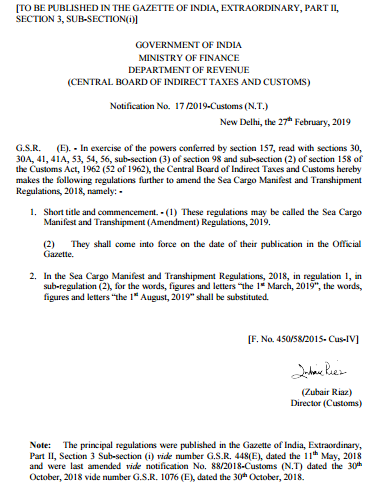 [TO BE PUBLISHED IN THE GAZETTE OF INDIA, EXTRAORDINARY, PART II,
SECTION 3, SUB-SECTION(i)]
GOVERNMENT OF INDIA
MINISTRY OF FINANCE
DEPARTMENT OF REVENUE
(CENTRAL BOARD OF INDIRECT TAXES AND CUSTOMS)
Notification No. 17 /2019-Customs (N.T.)
New Delhi, the 27th February, 2019
G.S.R. (E). - In exercise of the powers conferred by section 157, read with sections 30,
30A, 41, 41A, 53, 54, 56, sub-section (3) of section 98 and sub-section (2) of section 158 of
the Customs Act, 1962 (52 of 1962), the Central Board of Indirect Taxes and Customs hereby
makes the following regulations further to amend the Sea Cargo Manifest and Transhipment
Regulations, 2018, namely: -
1. Short title and commencement. - (1) These regulations may be called the Sea Cargo
Manifest and Transhipment (Amendment) Regulations, 2019.
(2) They shall come into force on the date of their publication in the Official
Gazette.
2. In the Sea Cargo Manifest and Transhipment Regulations, 2018, in regulation 1, in
sub-regulation (2), for the words, figures and letters “the 1st March, 2019”, the words,
figures and letters “the 1st August, 2019” shall be substituted.
[F. No. 450/58/2015- Cus-IV]
Zubair Riaz
(Zubair Riaz)
Director (Customs)
Note: The principal regulations were published in the Gazette of India, Extraordinary,
Part II, Section 3 Sub-section (i) vide number G.S.R. 448(E), dated the 11th May, 2018
and were last amended vide notification No. 88/2018-Customs (N.T) dated the 30th
October, 2018 vide number G.S.R. 1076 (E), dated the 30th October, 2018.